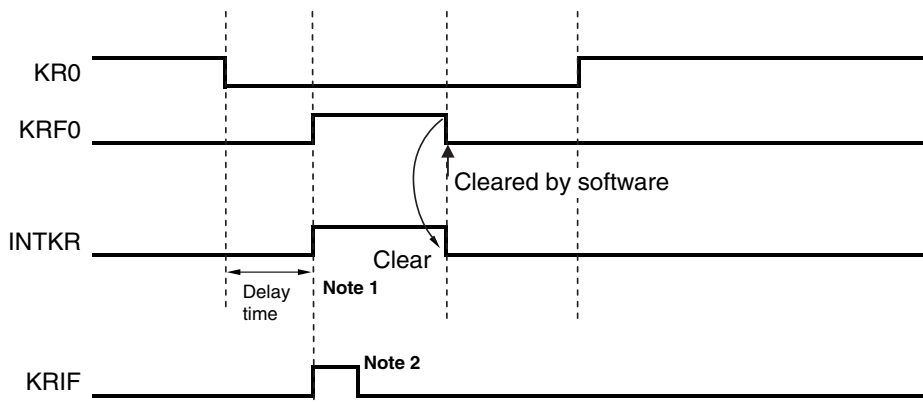 KR0
KRF0
Cleared by software
INTKR
Clear
Note 1
Delay
time
Note 2
KRIF